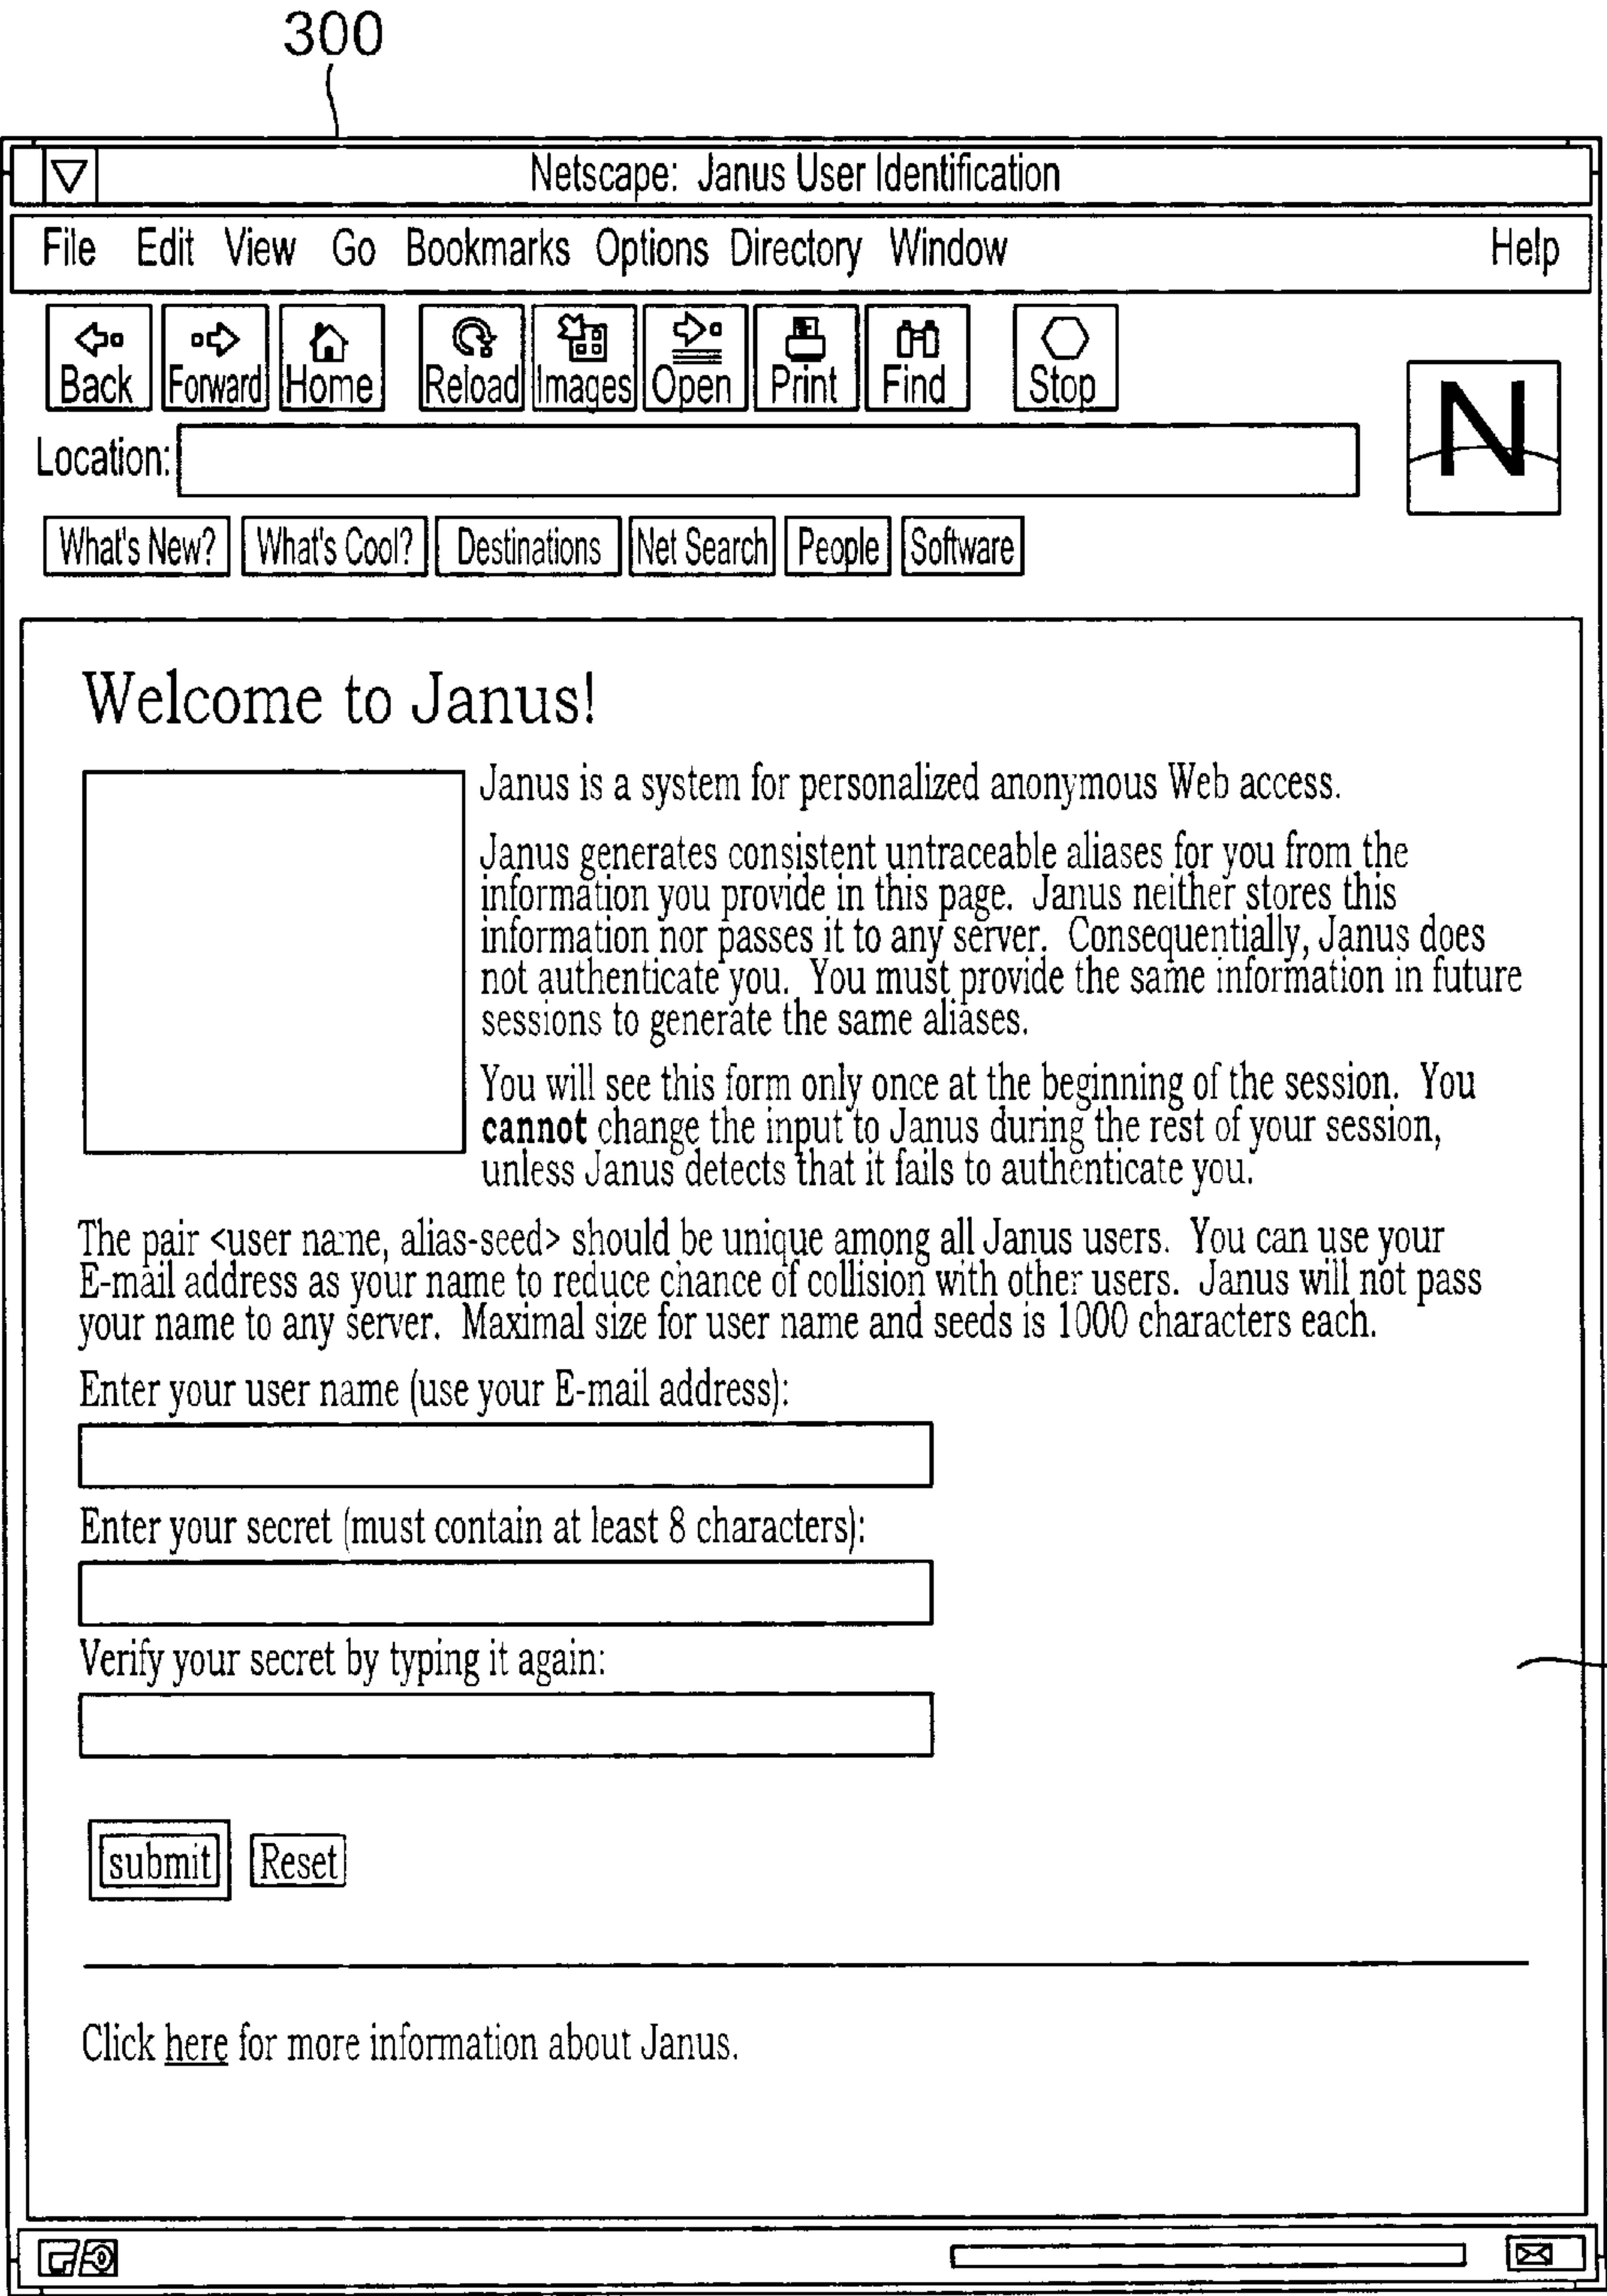 300
Netscape: Janus User Identification
File Edit View Go Bookmarks Options Directory Window Help
Back Forward Home Reload Images Open Print Find Stop
N
Location:
What's New? What's Cool? Destinations Net Search People Software
Welcome to Janus!
Janus is a system for personalized anonymous Web access.
Janus generates consistent untraceable aliases for you from the
information you provide in this page. Janus neither stores this
information nor passes it to any server. Consequentially, Janus does
not authenticate you. You must provide the same information in future
sessions to generate the same aliases.
You will see this form only once at the beginning of the session. You
cannot change the input to Janus during the rest of your session,
unless Janus detects that it fails to authenticate you.
The pair <user name, alias-seed> should be unique among all Janus users. You can use your
E-mail address as your name to reduce chance of collision with other users. Janus will not pass
your name to any server. Maximal size for user name and seeds is 1000 characters each.
Enter your user name (use your E-mail address):
Enter your secret (must contain at least 8 characters):
Verify your secret by typing it again:
submit Reset
Click here for more information about Janus.